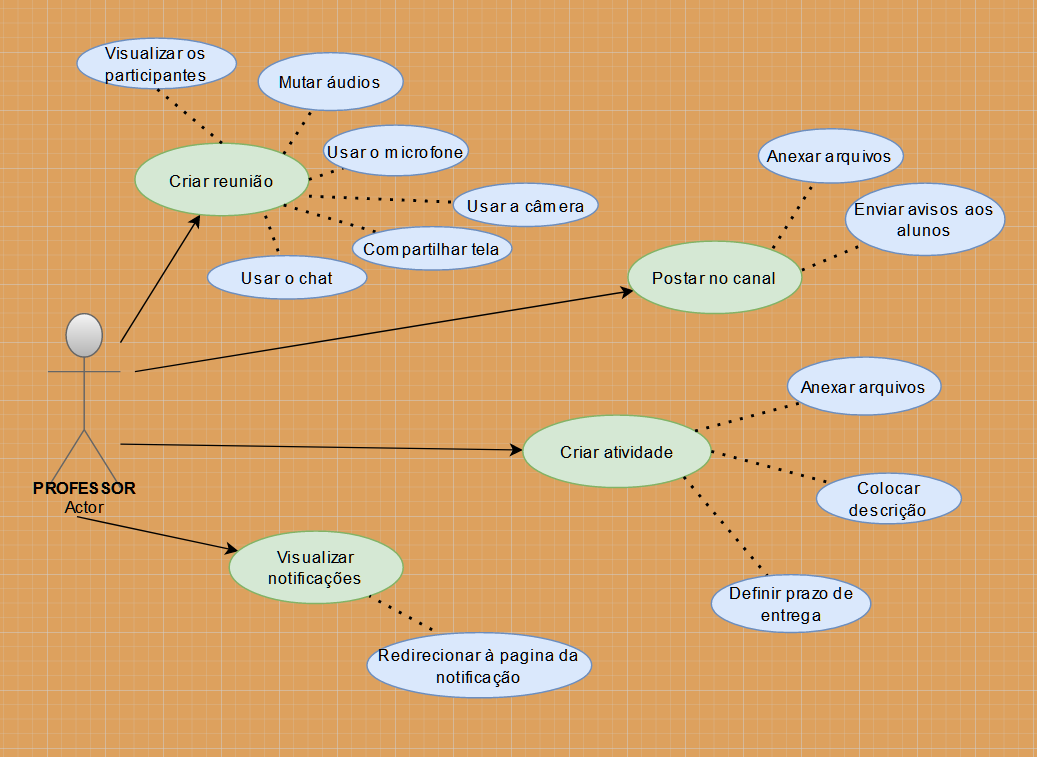 Visualizar os
participantes
Mutar áudios
Usar o microfone
Criar reunião
Usar a câmera
Compartilhar tela
Usar o chat
Anexar arquivos
Enviar avisos aos
alunos
Postar no canal
Anexar arquivos
Criar atividade
Colocar
descrição
Definir prazo de
entrega
PROFESSOR
Actor
Visualizar
notificações
Redirecionar à pagina da
notificação